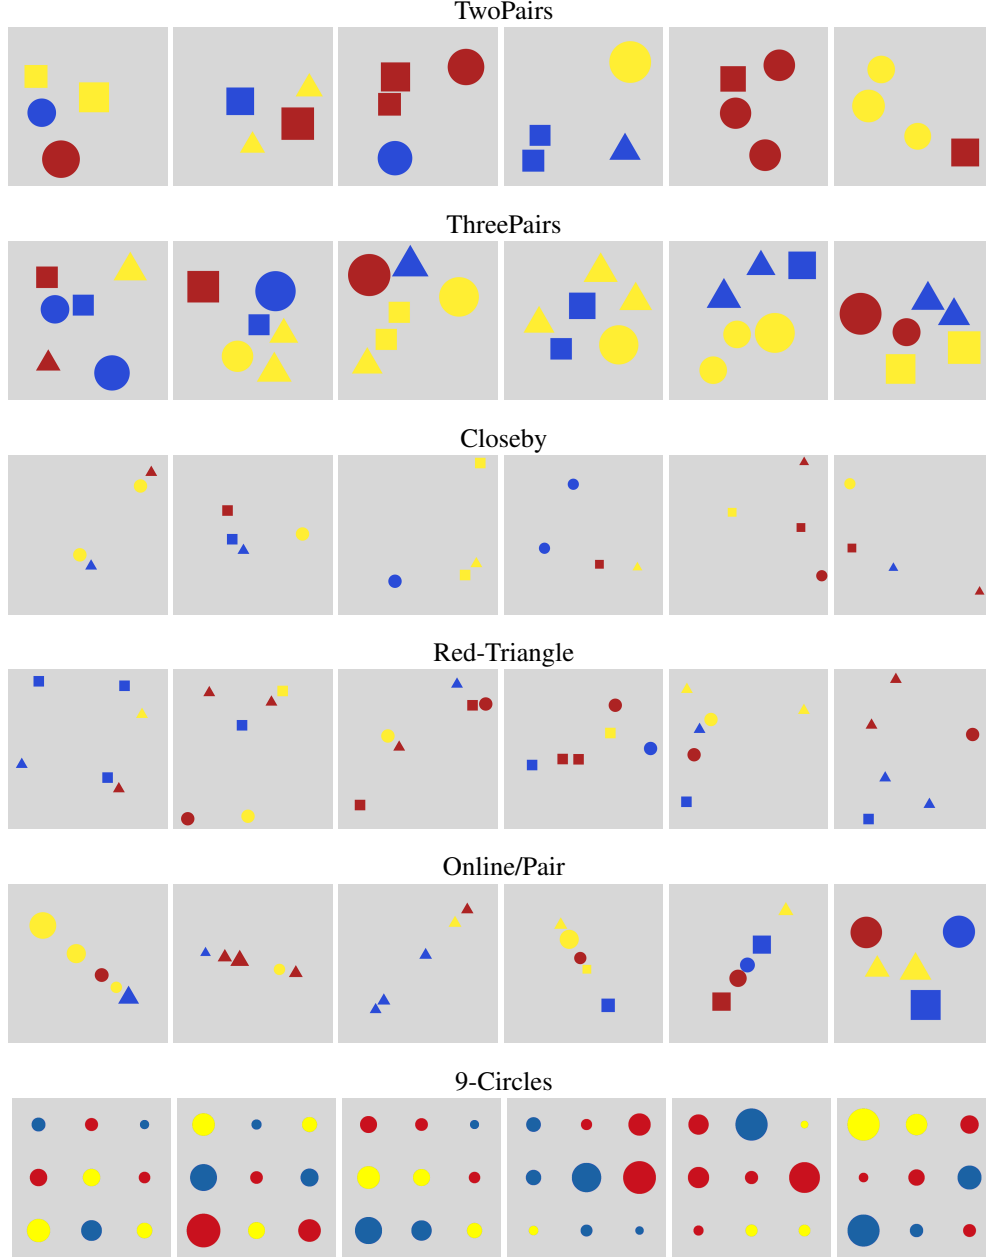 TwoPairs
ThreePairs
Closeby
Red-Triangle
Online/Pair
9-Circles